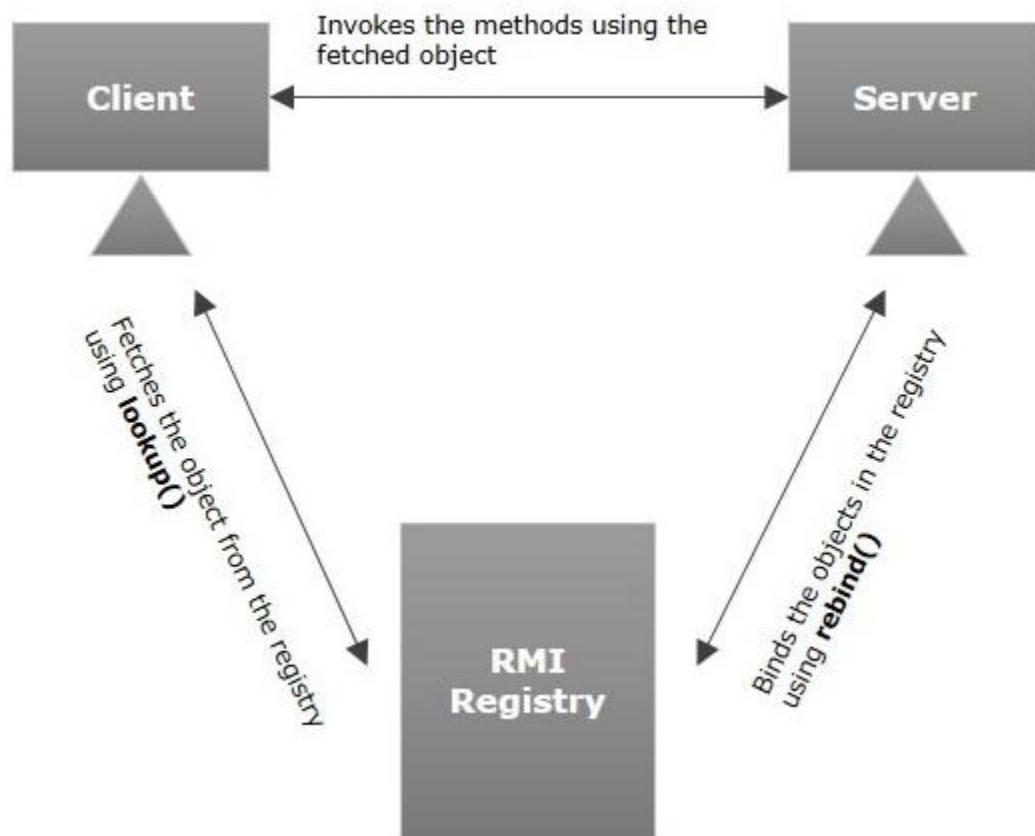 Invokes the methods using the
fetched object
Client
Server
Fetches the object from the registry
using lookup()
Binds the objects in the registry
using rebind()
RMI
Registry